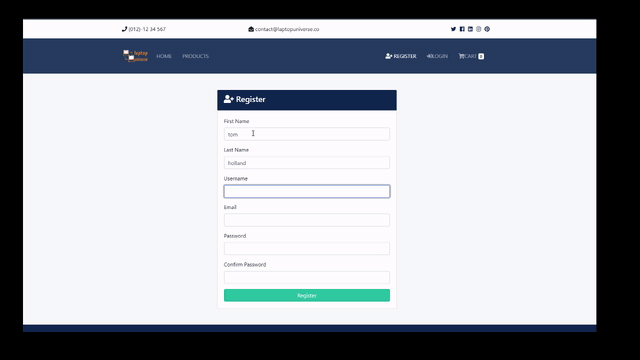 (012)-12 34 567
contact@laptopuniverse.co
laptop
universe
HOME
PRODUCTS
REGISTER
LOGIN
CART 0
Register
First Name
tom
Last Name
holland
Username
Email
Password
Confirm Password
Register